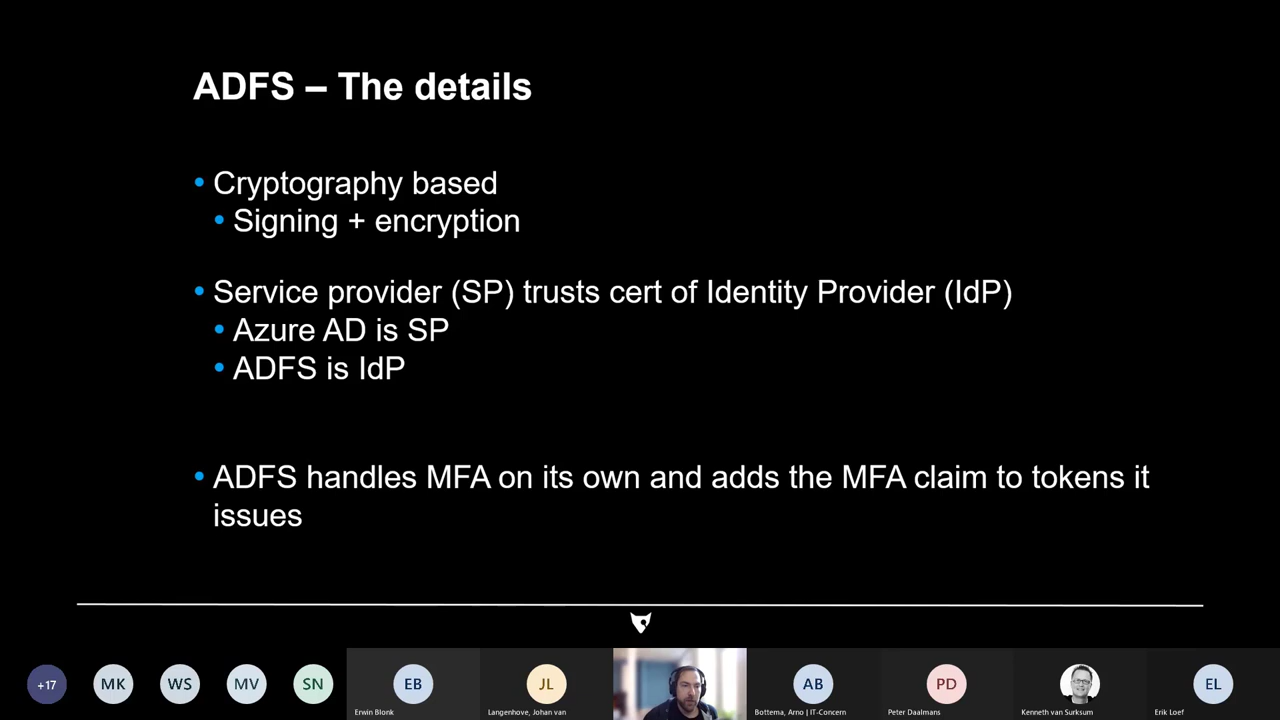 ADFS – The details
• Cryptography based
• Signing + encryption
• Service provider (SP) trusts cert of Identity Provider (IdP)
• Azure AD is SP
• ADFS is IdP
• ADFS handles MFA on its own and adds the MFA claim to tokens it
issues
+17
MK
WS
MV
SN
EB
JL
AB
PD
EL
Erwin Blonk
Langenhove, Johan van
Bottema, Arno | IT-Concern
Peter Daalmans
Kenneth van Surksum
Erik Loef